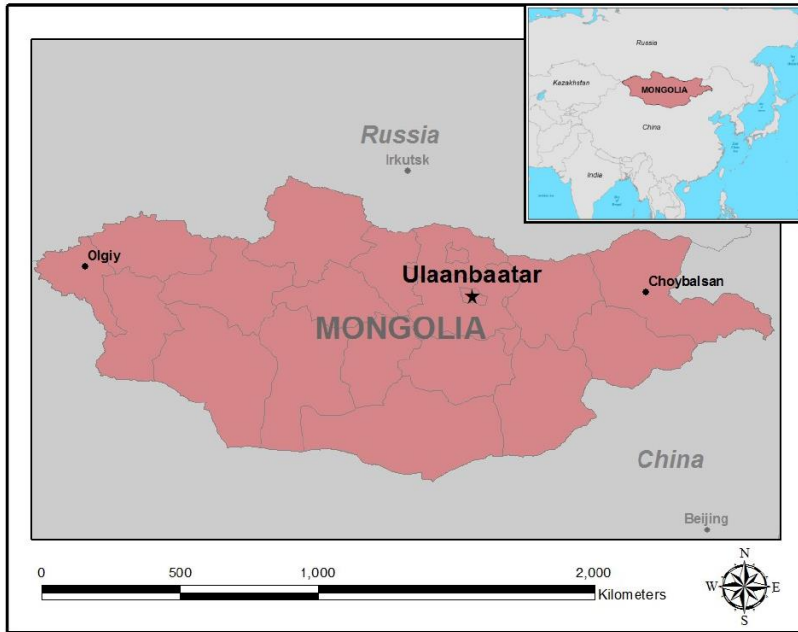 Russia
Kazakhstan
MONGOLIA
China
India
Russia
Irkutsk
Olgiy
Ulaanbaatar
Choybalsan
MONGOLIA
China
Beijing
0 500 1,000 2,000
Kilometers
N
W E
S